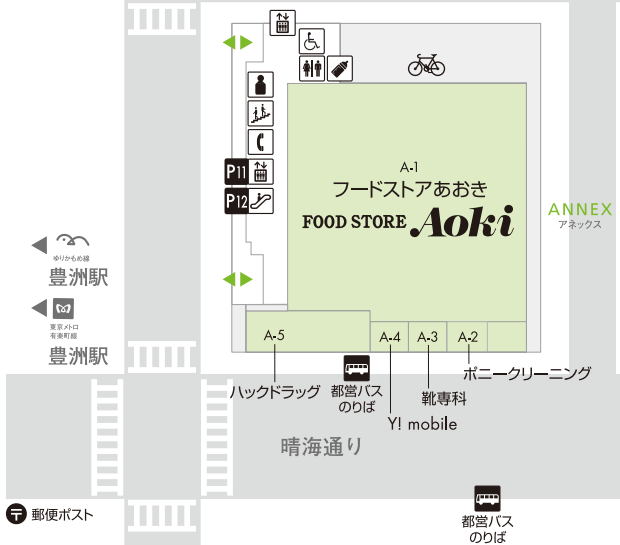 P11
P12
A-1
フードストアあおき
FOOD STORE Aoki
ANNEX
アネックス
ゆりかもめ線
豊洲駅
東京メトロ
有楽町線
豊洲駅
A-5
A-4
A-3
A-2
ハックドラッグ
都営バス
のりば
Y! mobile
靴専科
ポニークリーニング
晴海通り
〒 郵便ポスト
都営バス
のりば